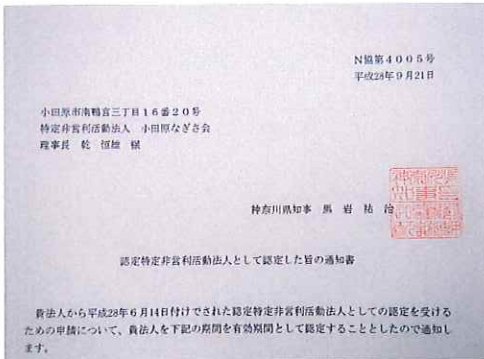 N協第4005号
平成28年9月21日
小田原市南鴨宮三丁目16番20号
特定非営利活動法人 小田原なぎさ会
理事長 乾 恒雄 様
神奈川県知事 黒岩 祐治
認定特定非営利活動法人として認定した旨の通知書
貴法人から平成28年6月14日付けでされた認定特定非営利活動法人としての認定を受ける
ための申請について、貴法人を下記の期間を有効期間として認定することとしたので通知し
ます。